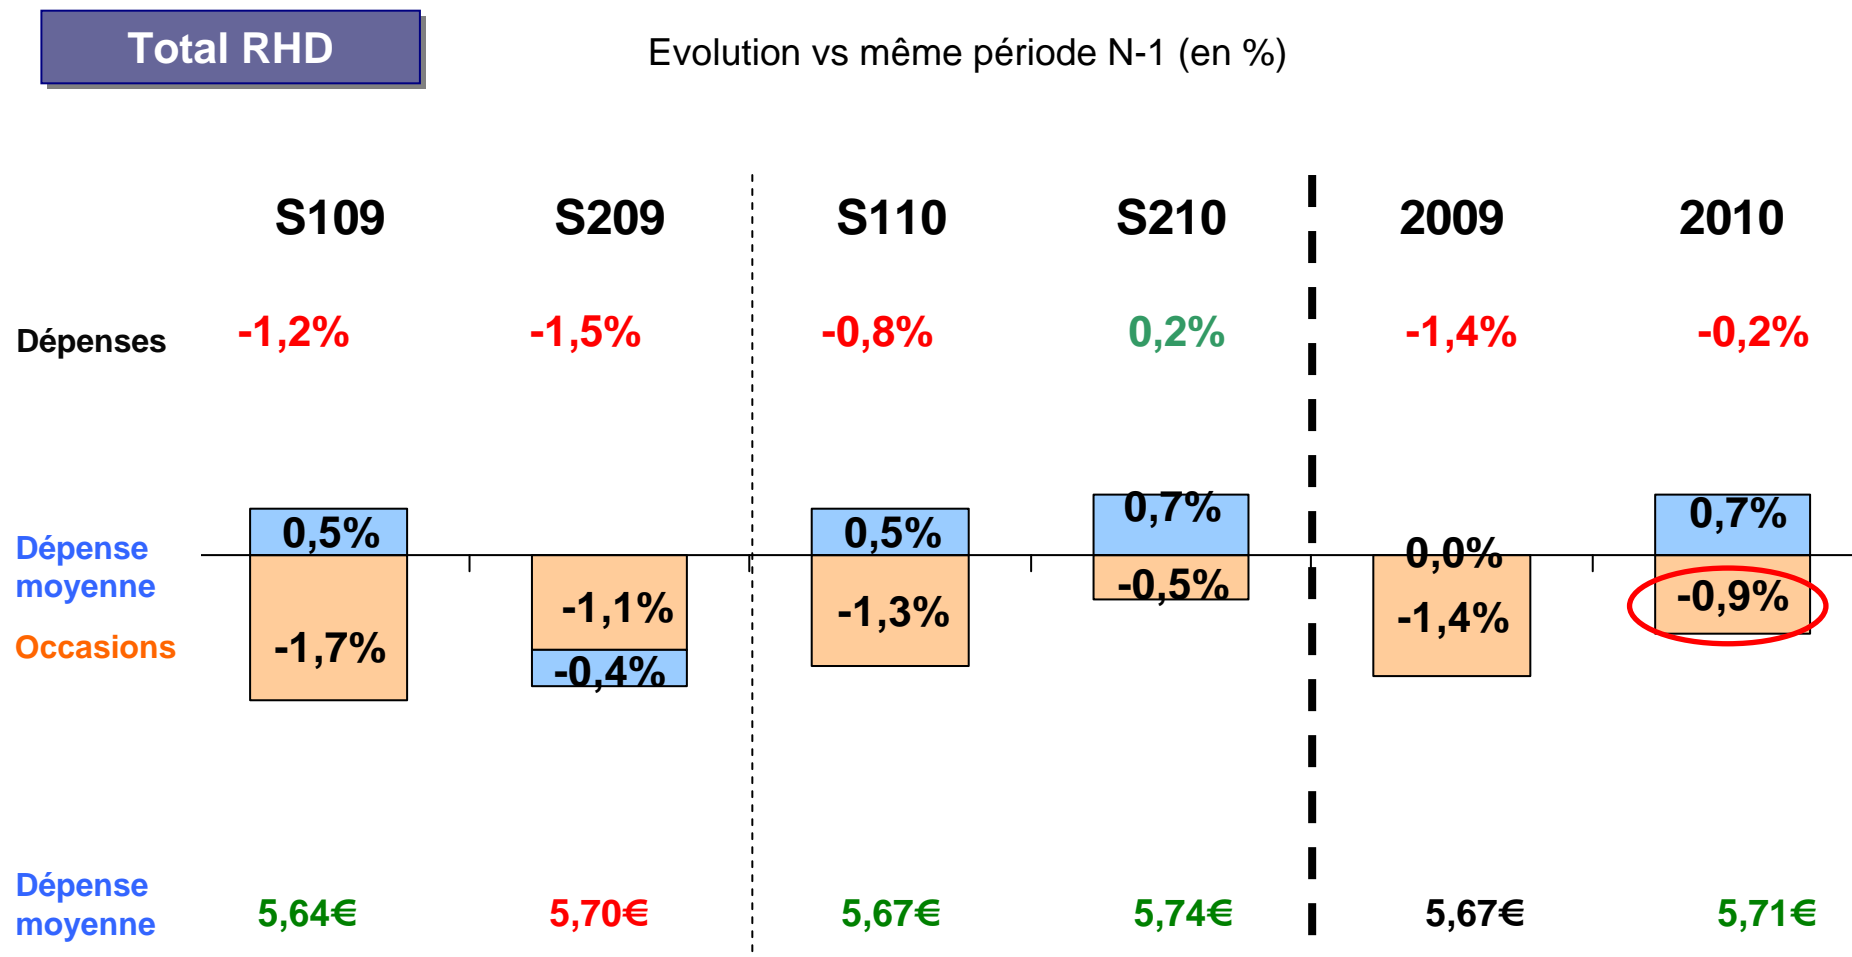 Total RHD
Evolution vs même période N-1 (en %)
S109 S209 S110 S210 2009 2010
Dépenses -1,2% -1,5% -0,8% 0,2% -1,4% -0,2%
0,5% 0,5% 0,7% 0,0% 0,7%
Dépense
moyenne
-1,7% -1,1% -1,3% -0,5% -1,4% -0,9%
Occasions
-0,4%
Dépense
moyenne
5,64€ 5,70€ 5,67€ 5,74€ 5,67€ 5,71€